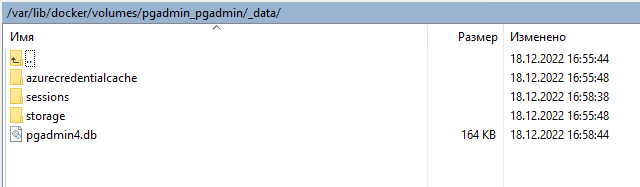 /var/lib/docker/volumes/pgadmin_pgadmin/_data/
Имя Размер Изменено
.. 18.12.2022 16:55:44
azurecredentialcache 18.12.2022 16:55:48
sessions 18.12.2022 16:58:38
storage 18.12.2022 16:55:48
pgadmin4.db 164 KB 18.12.2022 16:58:44